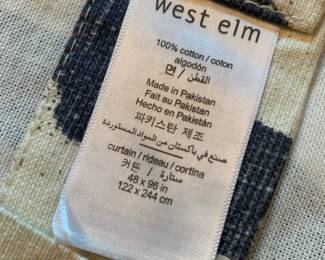 west elm
100% cotton / coton
algodón
면 / القطن
Made in Pakistan
Fait au Pakistan
Hecho en Pakistán
파키스탄 제조
صنع في باكستان من المواد المستوردة
curtain / rideau / cortina
커튼 / ستارة
48 x 96 in
122 x 244 cm